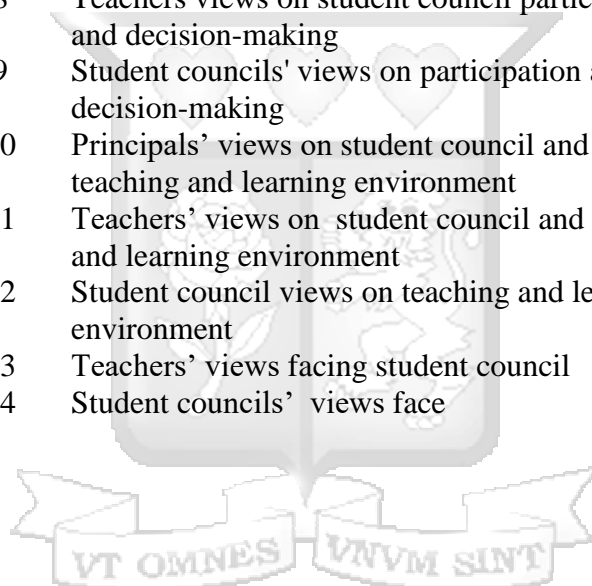 Teachers views on student council
and decision-making
9 Student councils' views on participation
decision-making
0 Principals’ views on student council and
teaching and learning environment
1 Teachers’ views on student council and
and learning environment
2 Student council views on teaching and
environment
3 Teachers’ views facing student council
4 Student councils’ views face
VT OMNES VNVM SINT